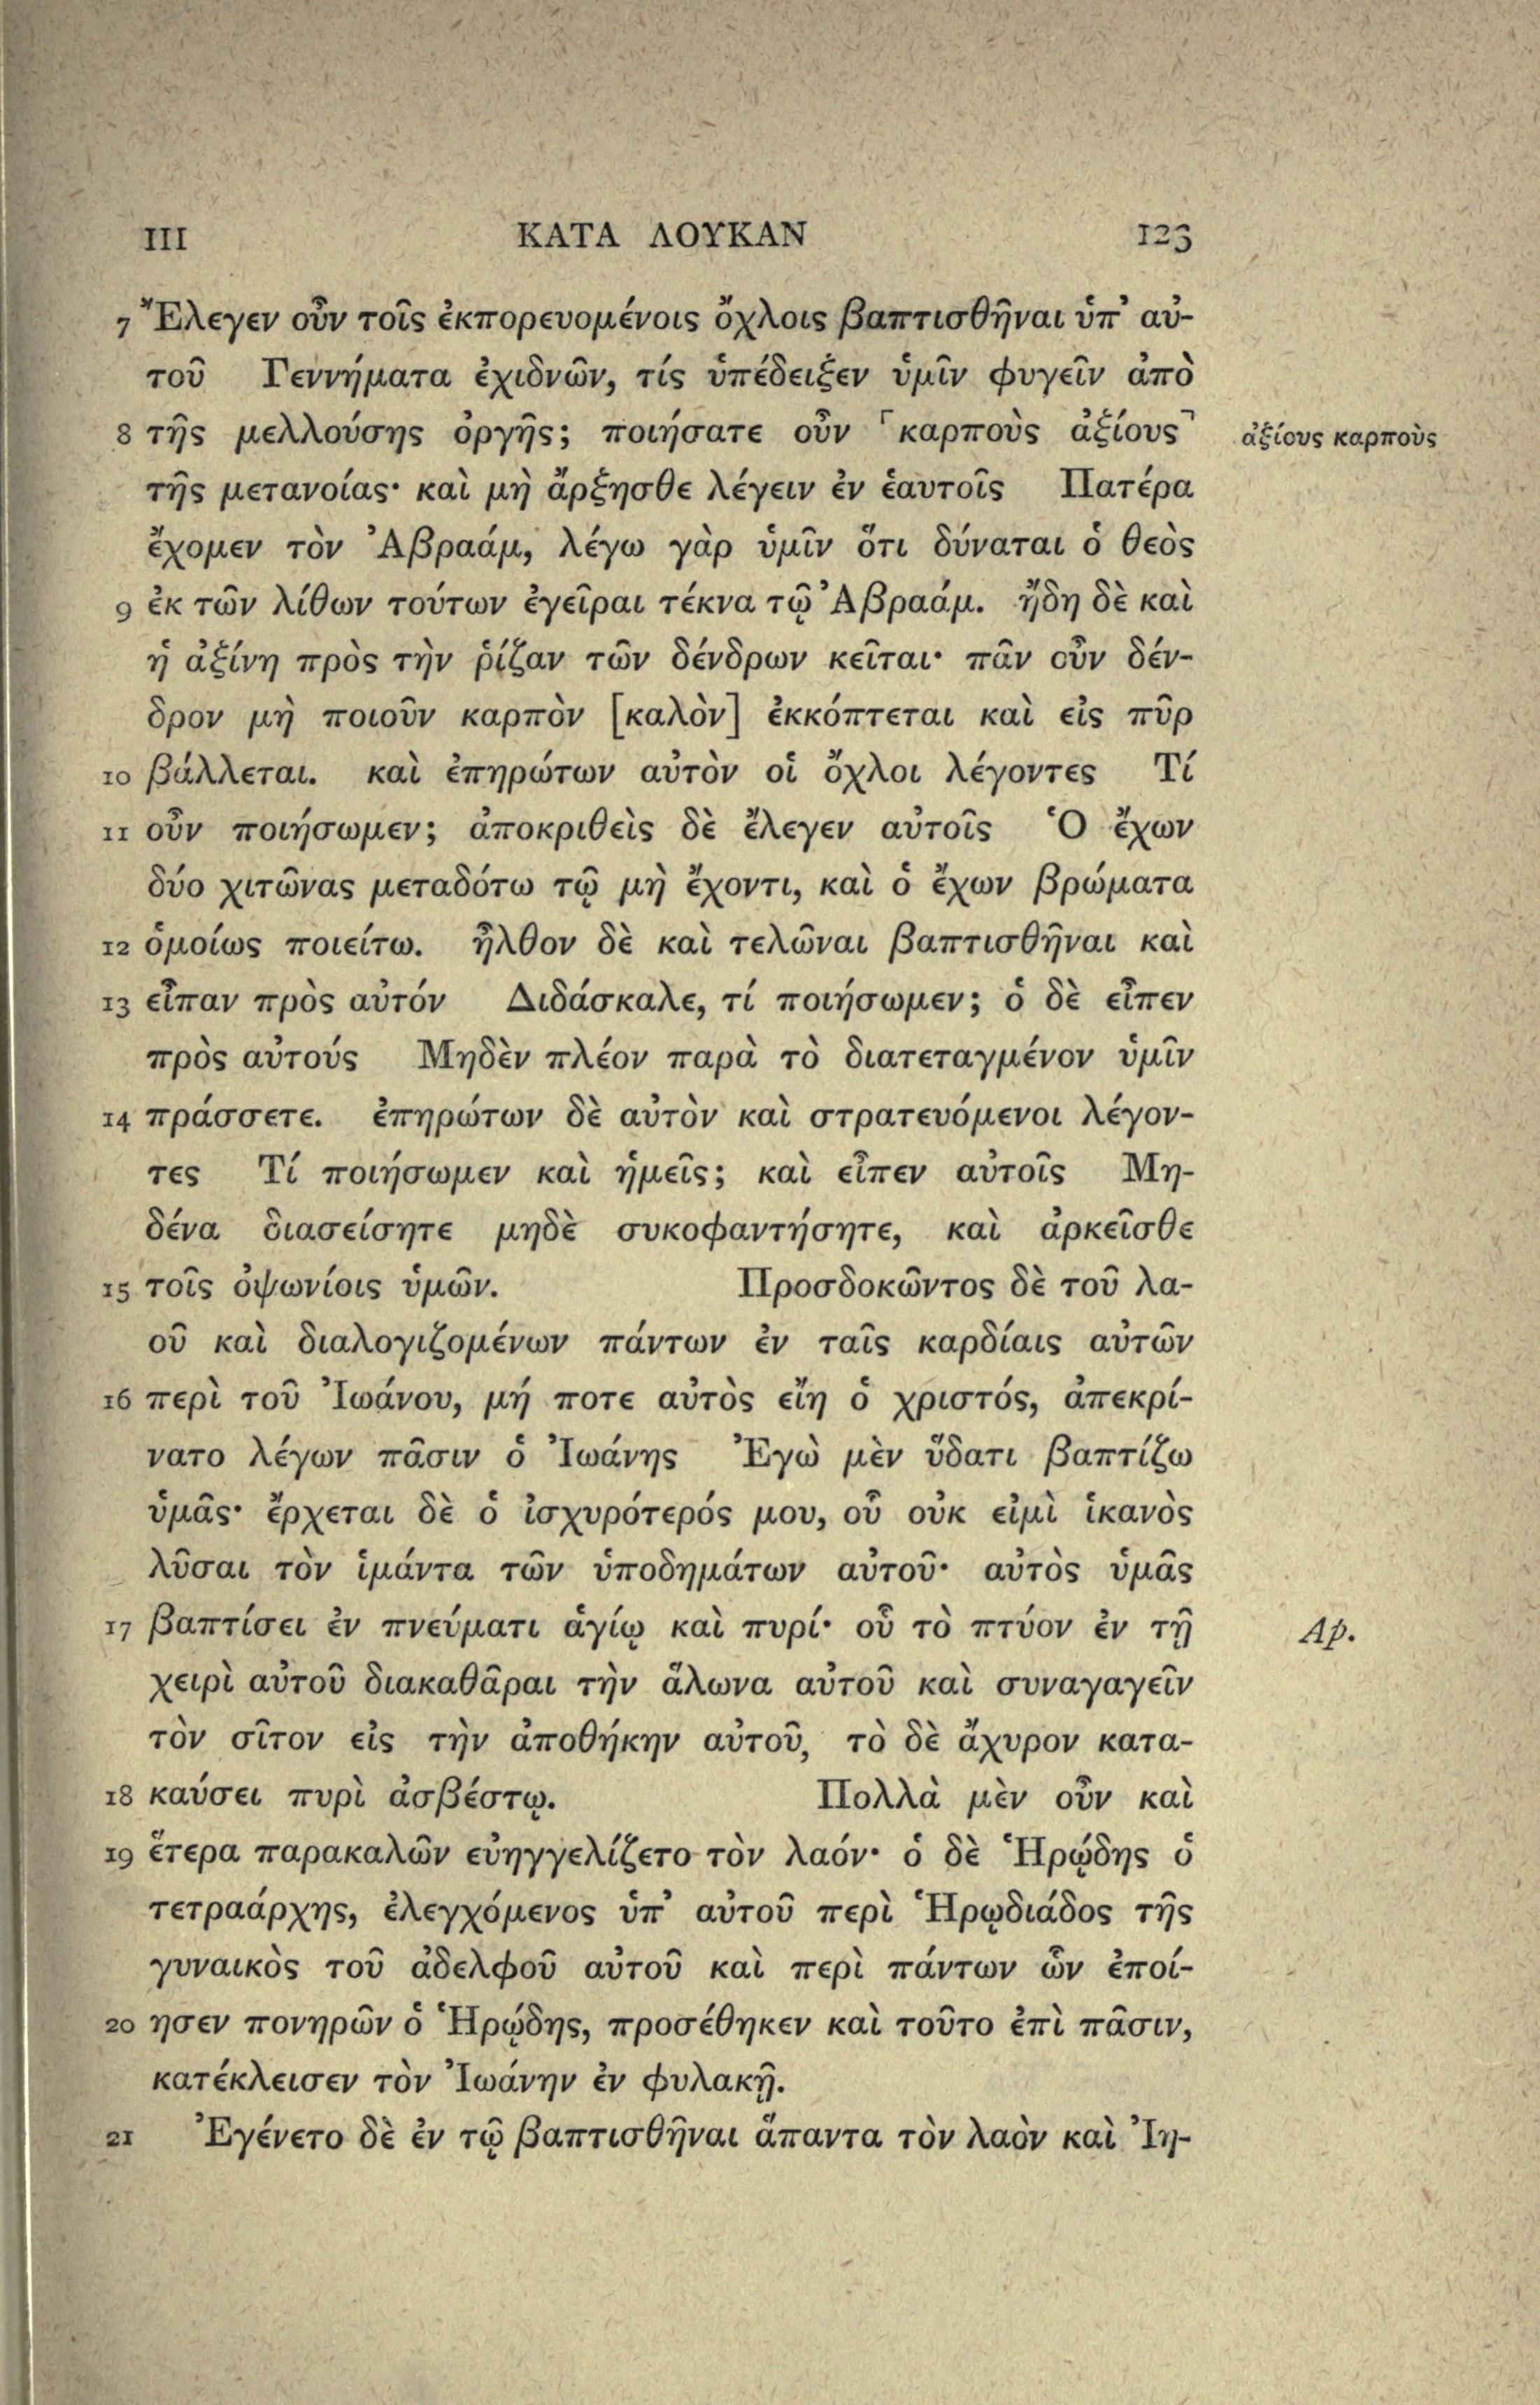 III ΚΑΤΑ ΛΟΥΚΑΝ 123
7 Ἔλεγεν οὖν τοῖς ἐκπορευομένοις ὄχλοις βαπτισθῆναι ὑπ' αὐ-
τοῦ Γεννήματα ἐχιδνῶν, τίς ὑπέδειξεν ὑμῖν φυγεῖν ἀπὸ
8 τῆς μελλούσης ὀργῆς; ποιήσατε οὖν ⌜καρπους ἀξίους⌝ ἀξίους καρποὺς
τῆς μετανοίας· καὶ μὴ ἄρξησθε λέγειν ἐν ἑαυτοῖς Πατέρα
ἔχομεν τὸν Ἀβραάμ, λέγω γὰρ ὑμῖν ὅτι δύναται ὁ θεὸς
9 ἐκ τῶν λίθων τούτων ἐγεῖραι τέκνα τῷ Ἀβραάμ. ἤδη δὲ καὶ
ἡ ἀξίνη πρὸς τὴν ῥίζαν τῶν δένδρων κεῖται· πᾶν οὖν δέν-
δρον μὴ ποιοῦν καρπὸν [καλὸν] ἐκκόπτεται καὶ εἰς πῦρ
10 βάλλεται. καὶ ἐπηρώτων αὐτὸν οἱ ὄχλοι λέγοντες Τί
11 οὖν ποιήσωμεν; ἀποκριθεὶς δὲ ἔλεγεν αὐτοῖς Ὁ ἔχων
δύο χιτῶνας μεταδότω τῷ μὴ ἔχοντι, καὶ ὁ ἔχων βρώματα
12 ὁμοίως ποιείτω. ἦλθον δὲ καὶ τελῶναι βαπτισθῆναι καὶ
13 εἶπαν πρὸς αὐτόν Διδάσκαλε, τί ποιήσωμεν; ὁ δὲ εἶπεν
πρὸς αὐτούς Μηδὲν πλέον παρὰ τὸ διατεταγμένον ὑμῖν
14 πράσσετε. ἐπηρώτων δὲ αὐτὸν καὶ στρατευόμενοι λέγον-
τες Τί ποιήσωμεν καὶ ἡμεῖς; καὶ εἶπεν αὐτοῖς Μη-
δένα διασείσητε μηδὲ συκοφαντήσητε, καὶ ἀρκεῖσθε
15 τοῖς ὀψωνίοις ὑμῶν. Προσδοκῶντος δὲ τοῦ λα-
οῦ καὶ διαλογιζομένων πάντων ἐν ταῖς καρδίαις αὐτῶν
16 περὶ τοῦ Ἰωάνου, μή ποτε αὐτὸς εἴη ὁ χριστός, ἀπεκρί-
νατο λέγων πᾶσιν ὁ Ἰωάνης Ἐγὼ μὲν ὕδατι βαπτίζω
ὑμᾶς· ἔρχεται δὲ ὁ ἰσχυρότερός μου, οὗ οὐκ εἰμὶ ἱκανὸς
λῦσαι τὸν ἱμάντα τῶν ὑποδημάτων αὐτοῦ· αὐτὸς ὑμᾶς
17 βαπτίσει ἐν πνεύματι ἁγίῳ καὶ πυρί· οὗ τὸ πτύον ἐν τῇ Ap.
χειρὶ αὐτοῦ διακαθᾶραι τὴν ἅλωνα αὐτοῦ καὶ συναγαγεῖν
τὸν σῖτον εἰς τὴν ἀποθήκην αὐτοῦ, τὸ δὲ ἄχυρον κατα-
18 καύσει πυρὶ ἀσβέστῳ. Πολλὰ μὲν οὖν καὶ
19 ἕτερα παρακαλῶν εὐηγγελίζετο τὸν λαόν· ὁ δὲ Ἡρῴδης ὁ
τετραάρχης, ἐλεγχόμενος ὑπ' αὐτοῦ περὶ Ἡρῳδιάδος τῆς
γυναικὸς τοῦ ἀδελφοῦ αὐτοῦ καὶ περὶ πάντων ὧν ἐποί-
20 ησεν πονηρῶν ὁ Ἡρῴδης, προσέθηκεν καὶ τοῦτο ἐπὶ πᾶσιν,
κατέκλεισεν τὸν Ἰωάνην ἐν φυλακῇ.
21 Ἐγένετο δὲ ἐν τῷ βαπτισθῆναι ἅπαντα τὸν λαὸν καὶ Ἰη-